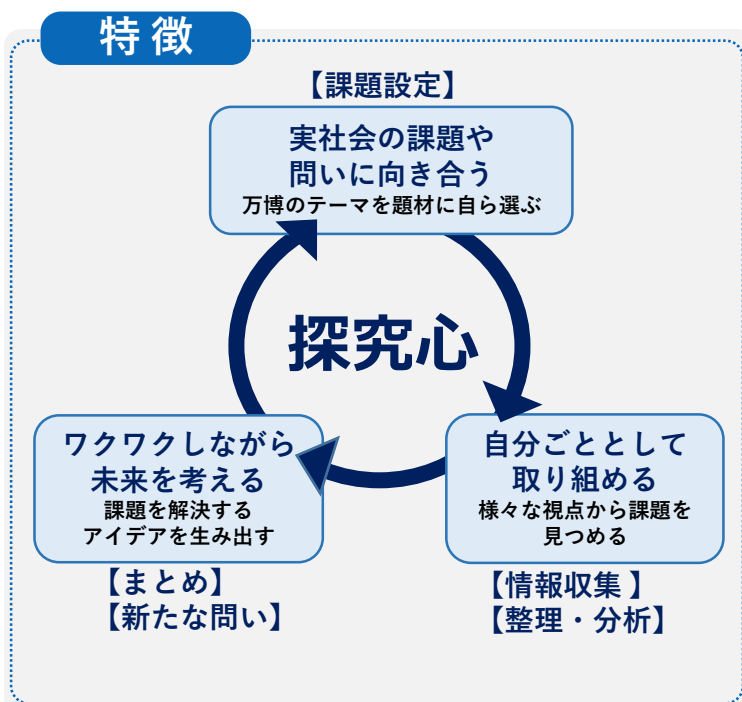 特徴
【課題設定】
実社会の課題や
問いに向き合う
万博のテーマを題材に自ら選ぶ
探究心
自分ごととして
取り組める
様々な視点から課題を
見つめる
【情報収集】
【整理・分析】
ワクワクしながら
未来を考える
課題を解決する
アイデアを生み出す
【まとめ】
【新たな問い】